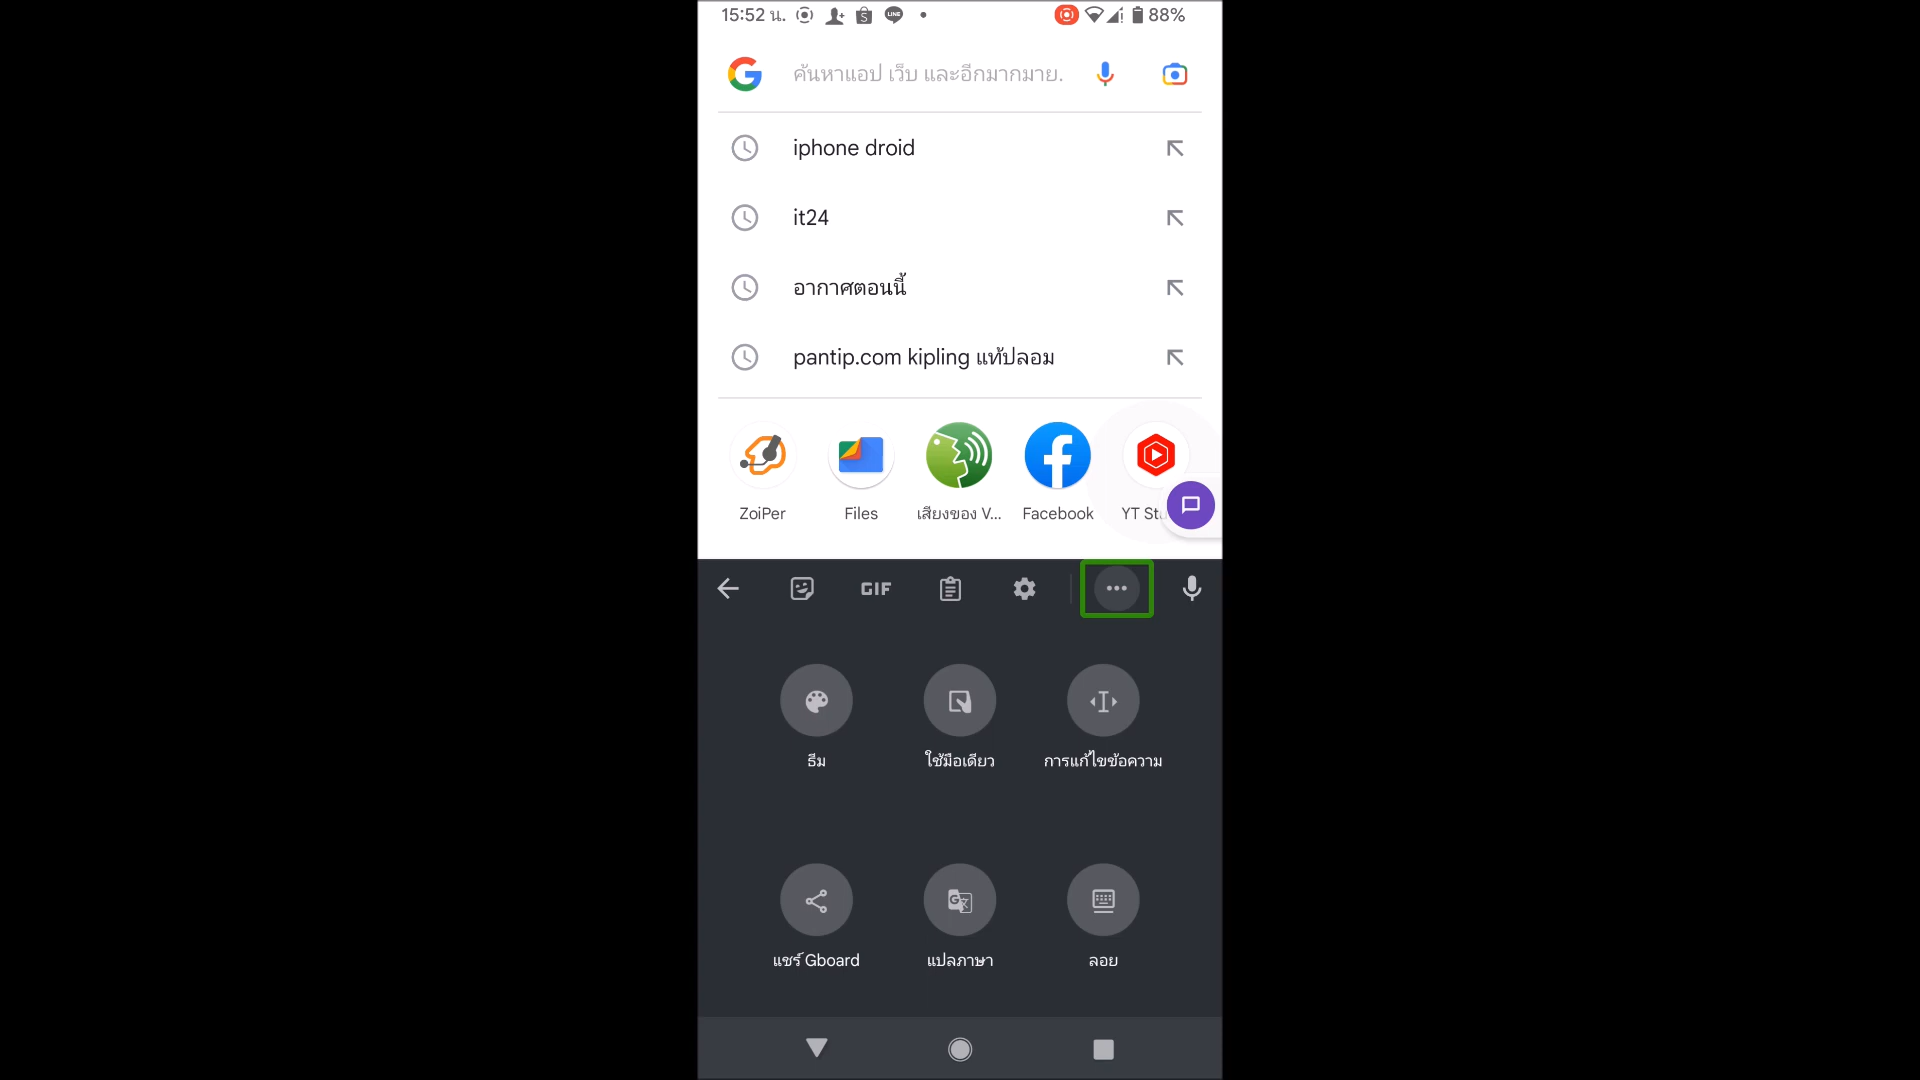 15:52 น. 88%
ค้นหาแอป เว็บ และอีกมากมาย.
iphone droid
it24
อากาศตอนนี้
pantip.com kipling แท้ปลอม
ZoiPer Files เสียงของ V... Facebook YT
GIF
ธีม ใช้มือเดียว การแก้ไขข้อความ
แชร์ Gboard แปลภาษา ลอย